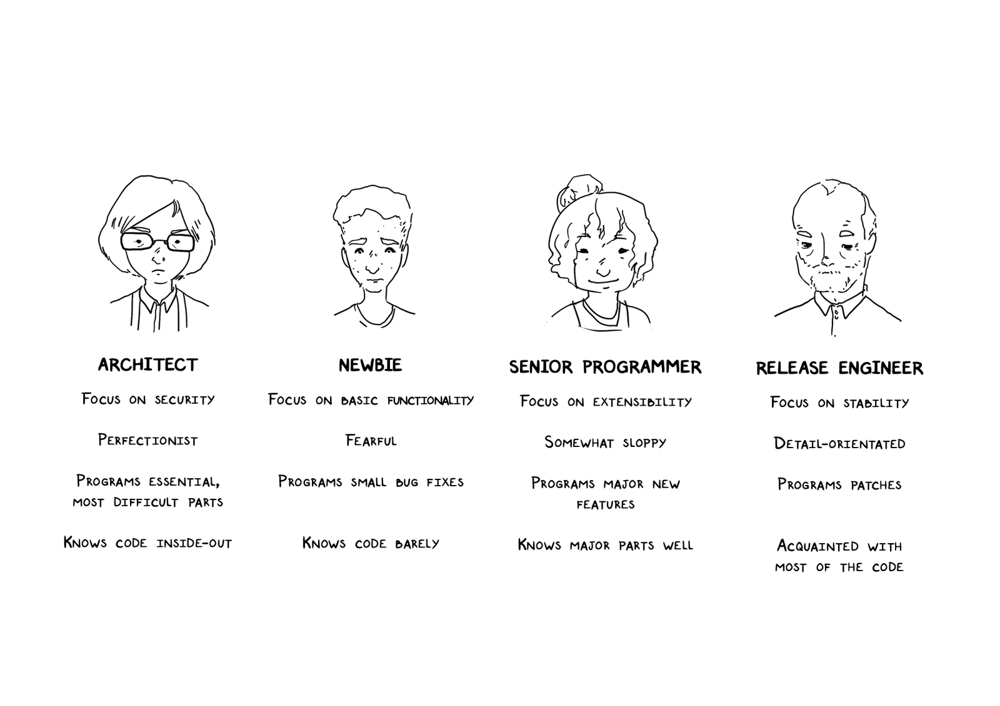 ARCHITECT
FOCUS ON SECURITY
PERFECTIONIST
PROGRAMS ESSENTIAL,
MOST DIFFICULT PARTS
KNOWS CODE INSIDE-OUT
NEWBIE
FOCUS ON BASIC FUNCTIONALITY
FEARFUL
PROGRAMS SMALL BUG FIXES
KNOWS CODE BARELY
SENIOR PROGRAMMER
FOCUS ON EXTENSIBILITY
SOMEWHAT SLOPPY
PROGRAMS MAJOR NEW
FEATURES
KNOWS MAJOR PARTS WELL
RELEASE ENGINEER
FOCUS ON STABILITY
DETAIL-ORIENTATED
PROGRAMS PATCHES
ACQUAINTED WITH
MOST OF THE CODE